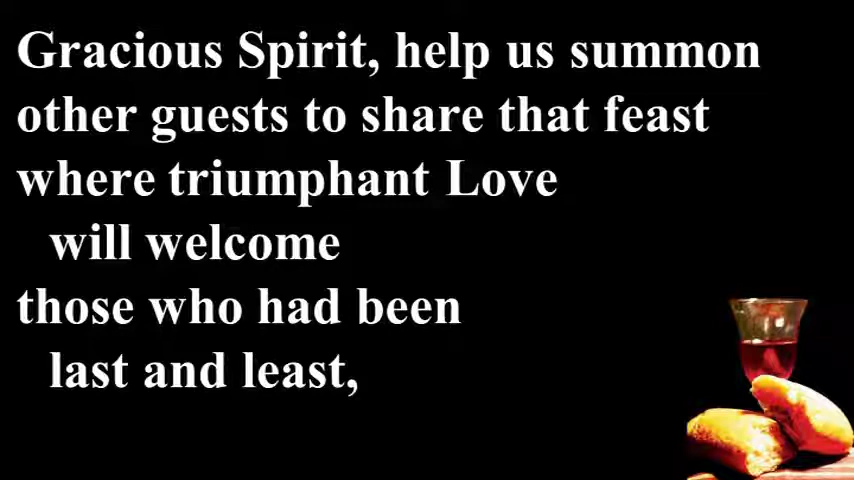 Gracious Spirit, help us summon
other guests to share that feast
where triumphant Love
will welcome
those who had been
last and least,